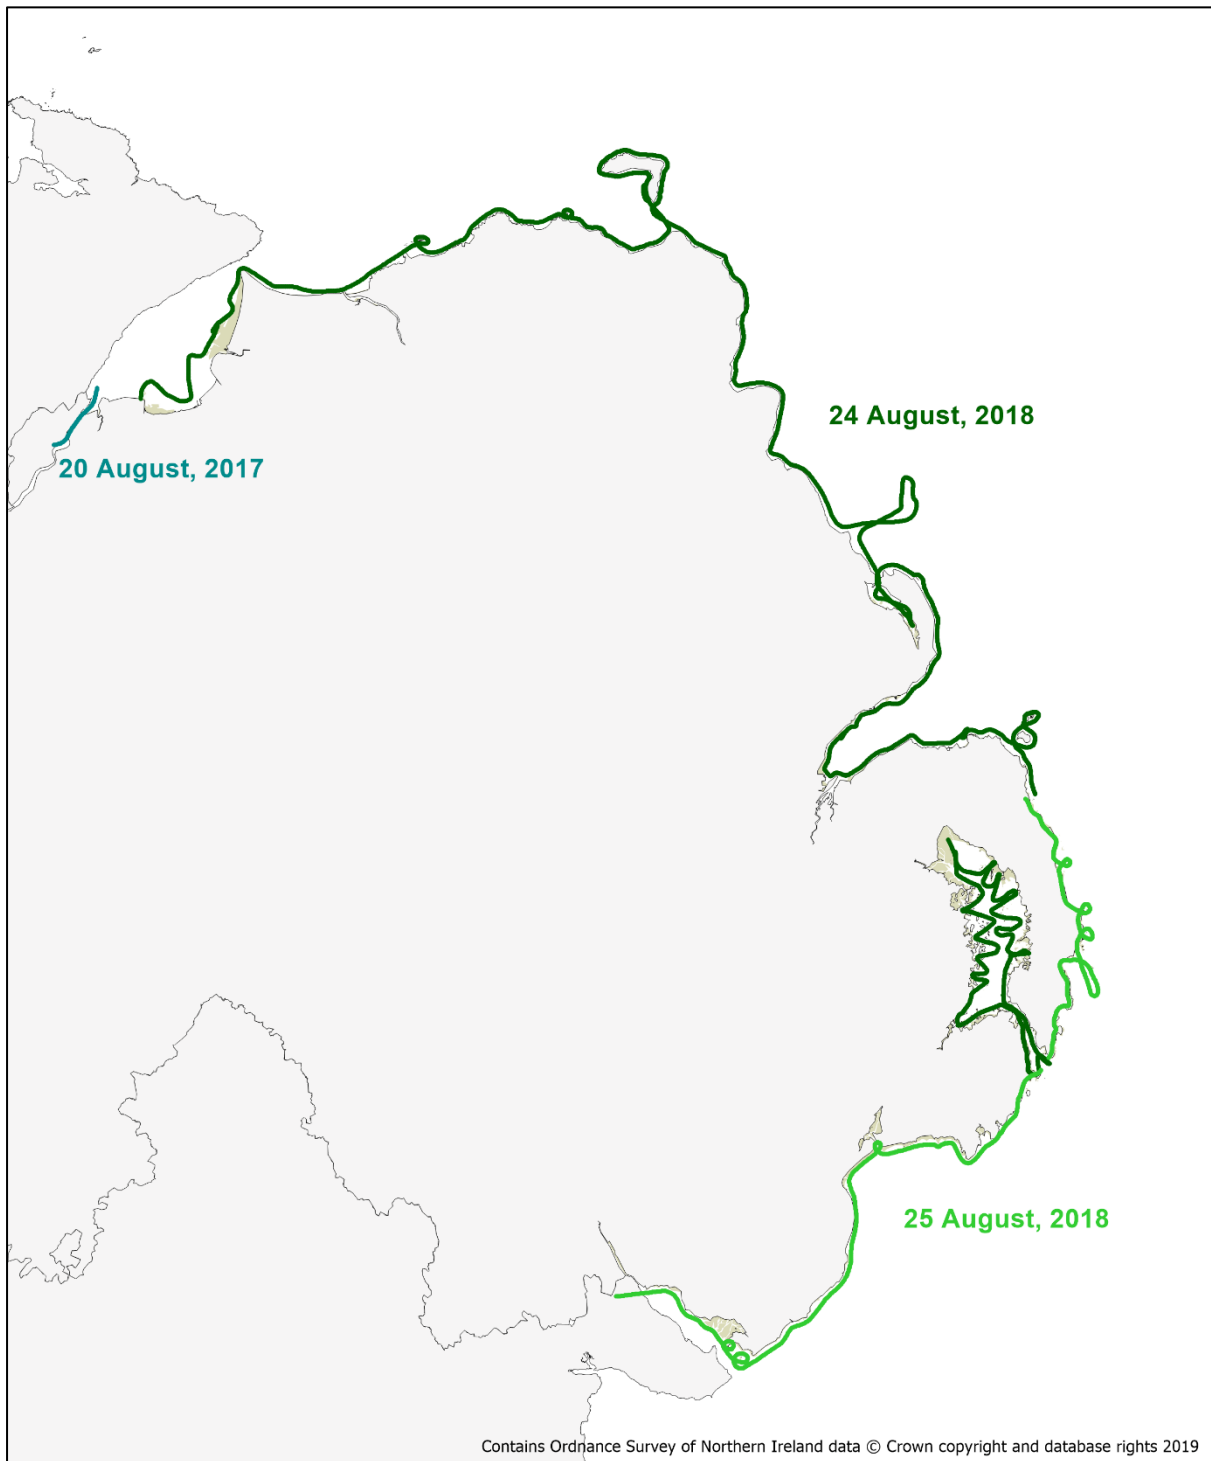 24 August, 2018
20 August, 2017
25 August, 2018
Contains Ordnance Survey of Northern Ireland data © Crown copyright and database rights 2019